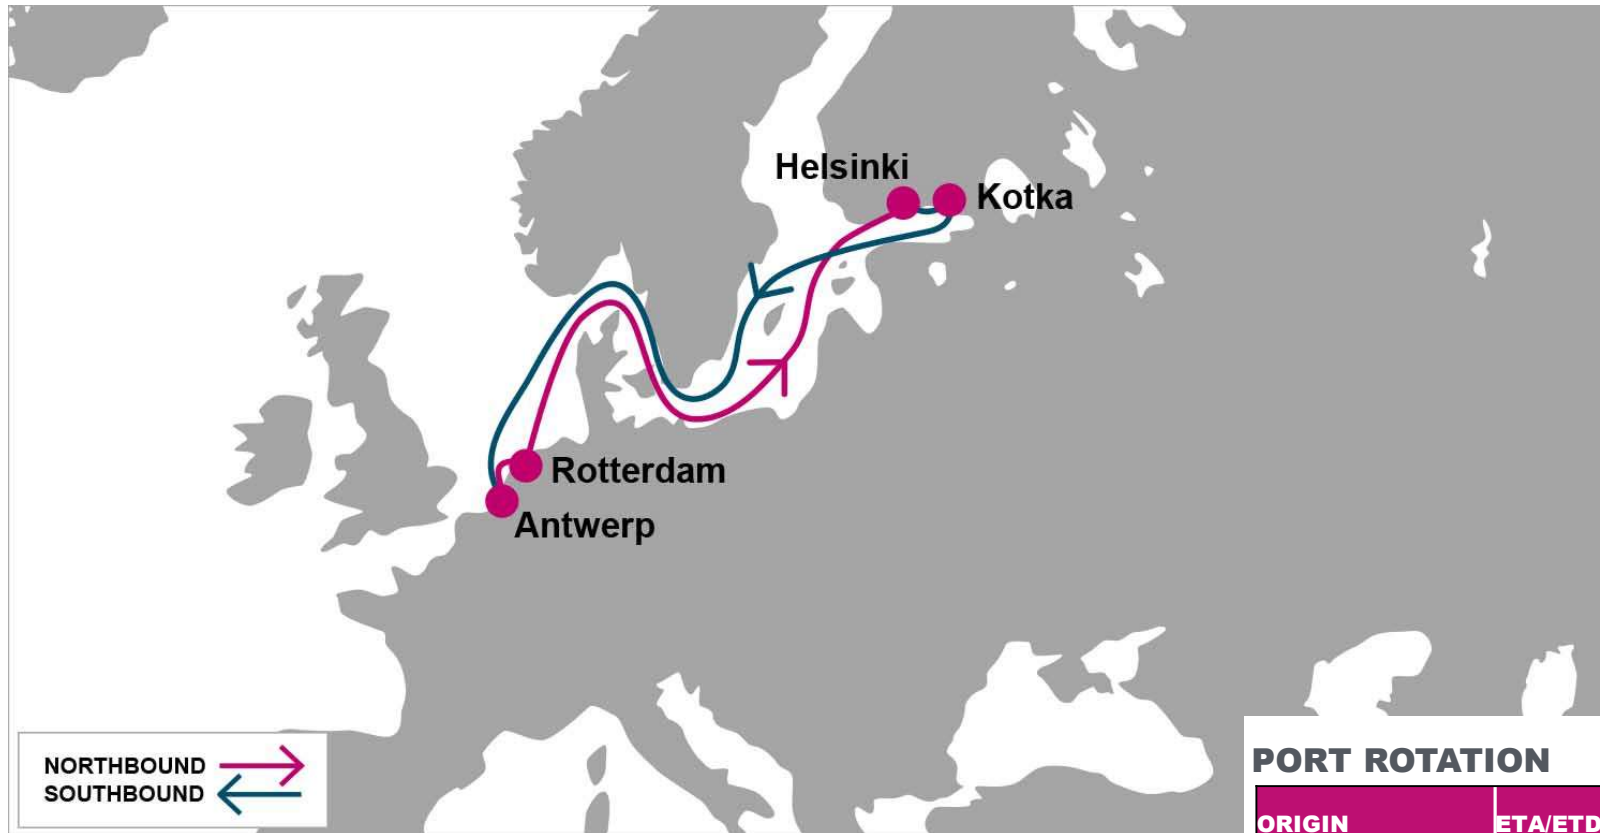 Helsinki
Kotka
Rotterdam
Antwerp
NORTHBOUND
SOUTHBOUND
PORT ROTATION
ORIGIN ETA/ETD